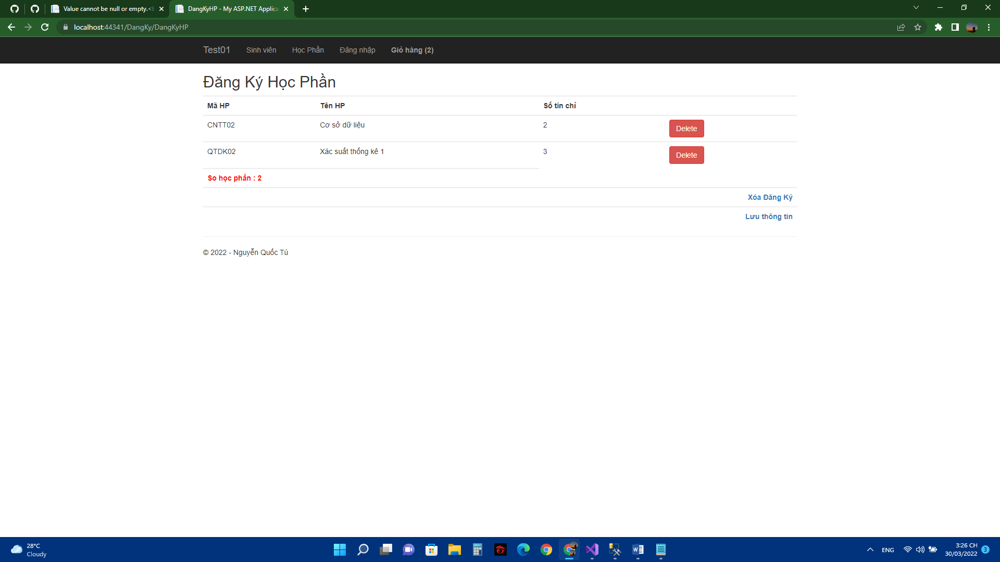 Value cannot be null or empty.<b
DangKyHP - My ASP.NET Applica
localhost:44341/DangKy/DangKyHP
Test01 Sinh viên Học Phần Đăng nhập Giỏ hàng (2)
Đăng Ký Học Phần
Mã HP Tên HP Số tín chỉ
CNTT02 Cơ sở dữ liệu 2 Delete
QTDK02 Xác suất thống kê 1 3 Delete
So học phần : 2
Xóa Đăng Ký
Lưu thông tin
© 2022 - Nguyễn Quốc Tú
28°C
Cloudy
ENG
3:26 CH
30/03/2022
3